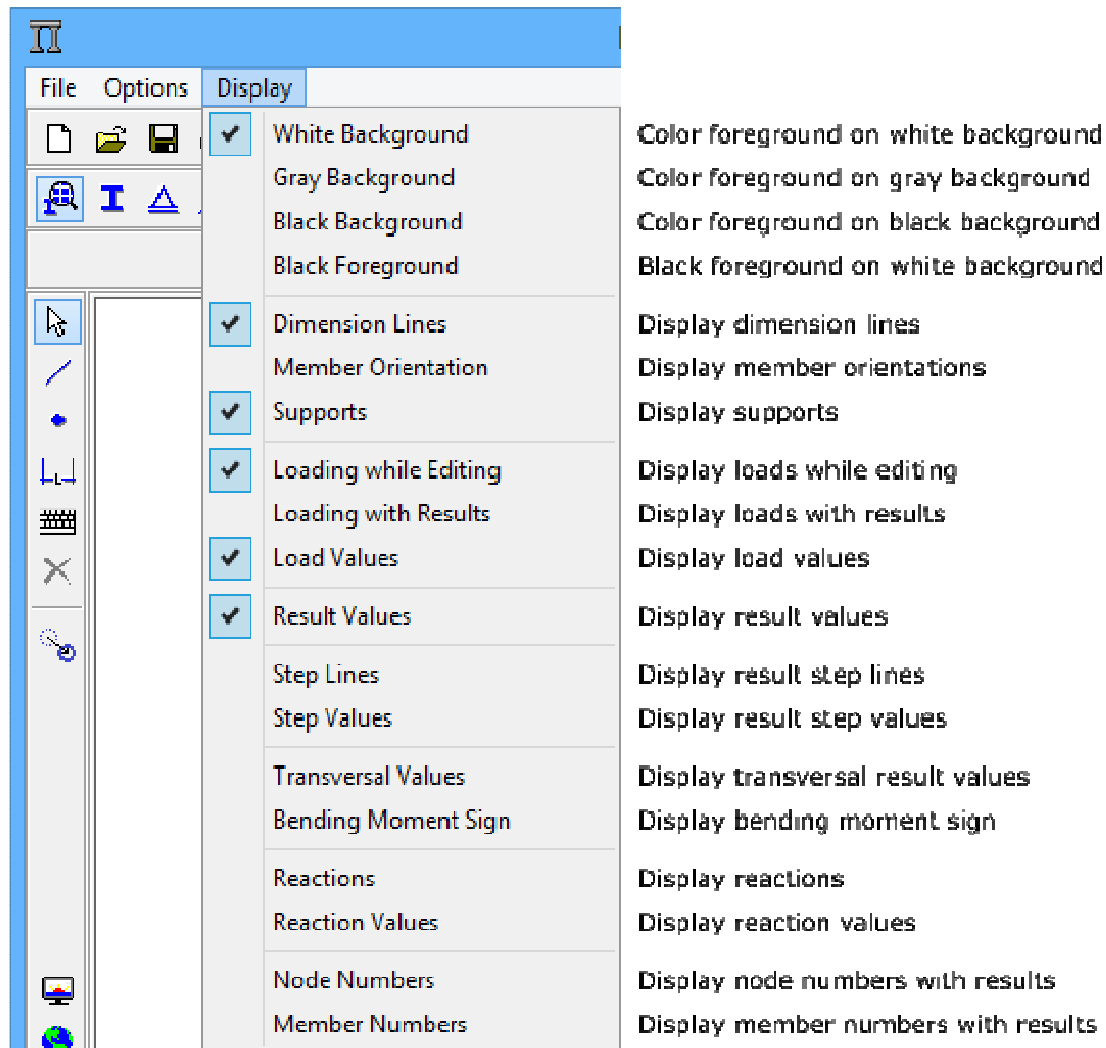 File Options Display
White Background Color foreground on white background
Gray Background Color foreground on gray background
Black Background Color foreground on black background
Black Foreground Black foreground on white background
Dimension Lines Display dimension lines
Member Orientation Display member orientations
Supports Display supports
Loading while Editing Display loads while editing
Loading with Results Display loads with results
Load Values Display load values
Result Values Display result values
Step Lines Display result step lines
Step Values Display result step values
Transversal Values Display transversal result values
Bending Moment Sign Display bending moment sign
Reactions Display reactions
Reaction Values Display reaction values
Node Numbers Display node numbers with results
Member Numbers Display member numbers with results